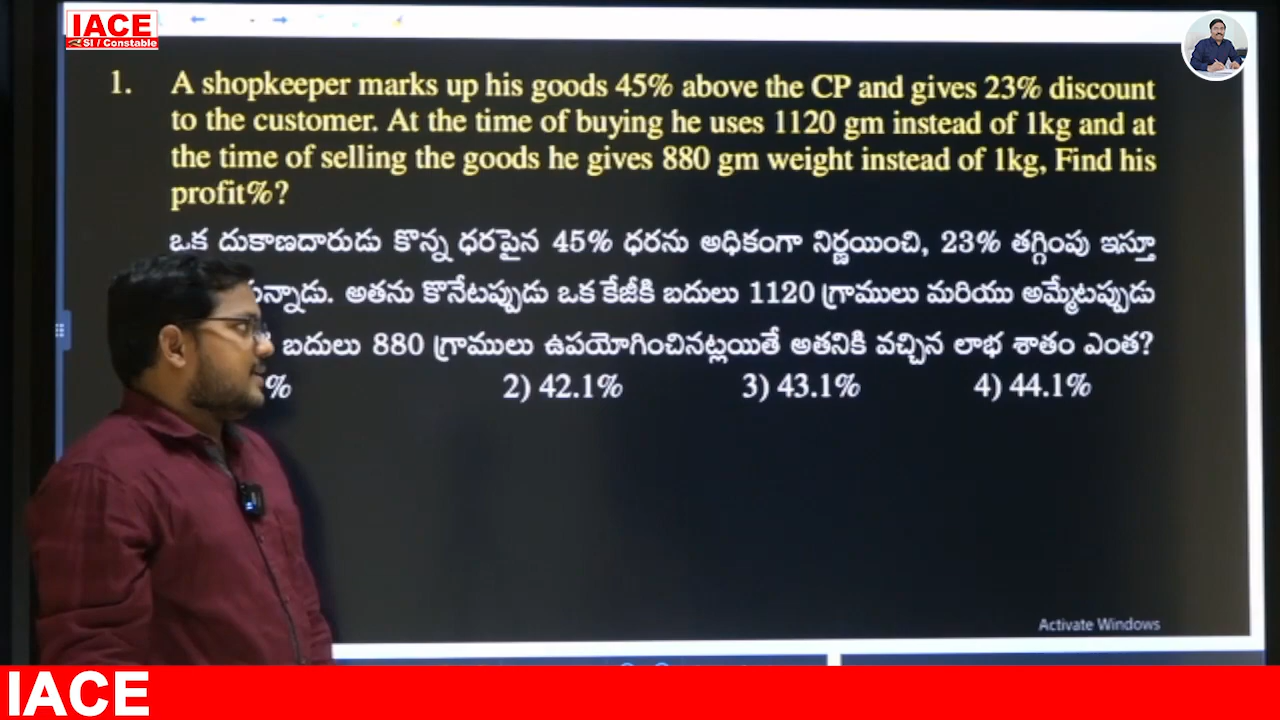 IACE
SI / Constable
1. A shopkeeper marks up his goods 45% above the CP and gives 23% discount
to the customer. At the time of buying he uses 1120 gm instead of 1kg and at
the time of selling the goods he gives 880 gm weight instead of 1kg, Find his
profit%?
ఒక దుకాణదారుడు కొన్న ధరపైన 45% ధరను అధికంగా నిర్ణయించి, 23% తగ్గింపు ఇస్తూ
న్నాడు. అతను కొనేటప్పుడు ఒక కేజీకి బదులు 1120 గ్రాములు మరియు అమ్మేటప్పుడు
బదులు 880 గ్రాములు ఉపయోగించినట్లయితే అతనికి వచ్చిన లాభ శాతం ఎంత?
% 2) 42.1% 3) 43.1% 4) 44.1%
Activate Windows
IACE